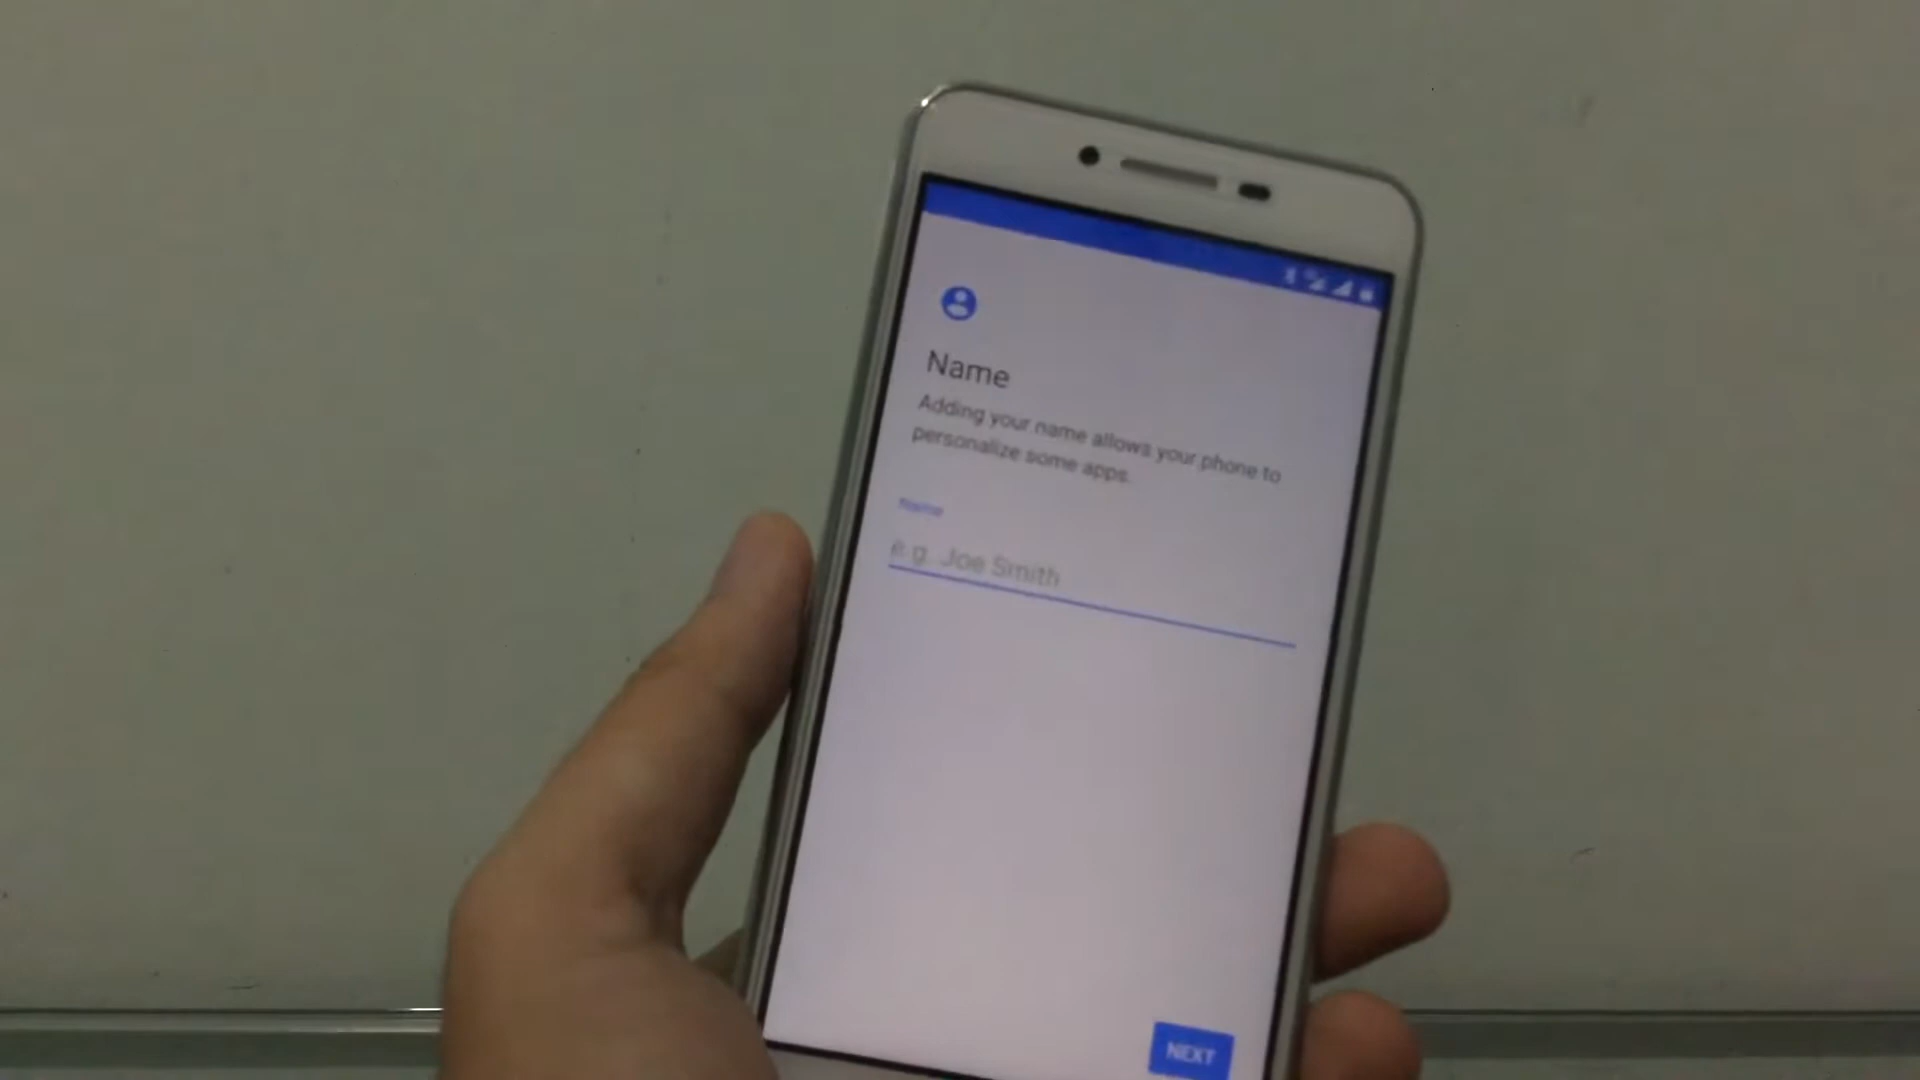 Name
Adding your name allows your phone to
personalize some apps.
Name
e.g. Joe Smith
NEXT